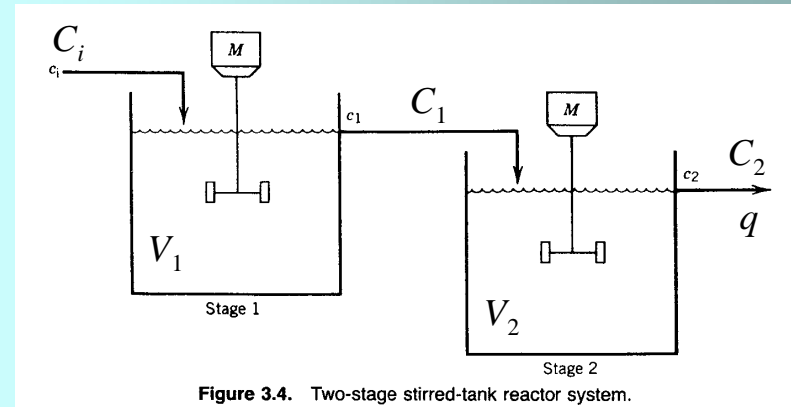 C_i
c_i
M
c_1
C_1
M
C_2
c_2
q
V_1
Stage 1
V_2
Stage 2
Figure 3.4. Two-stage stirred-tank reactor system.